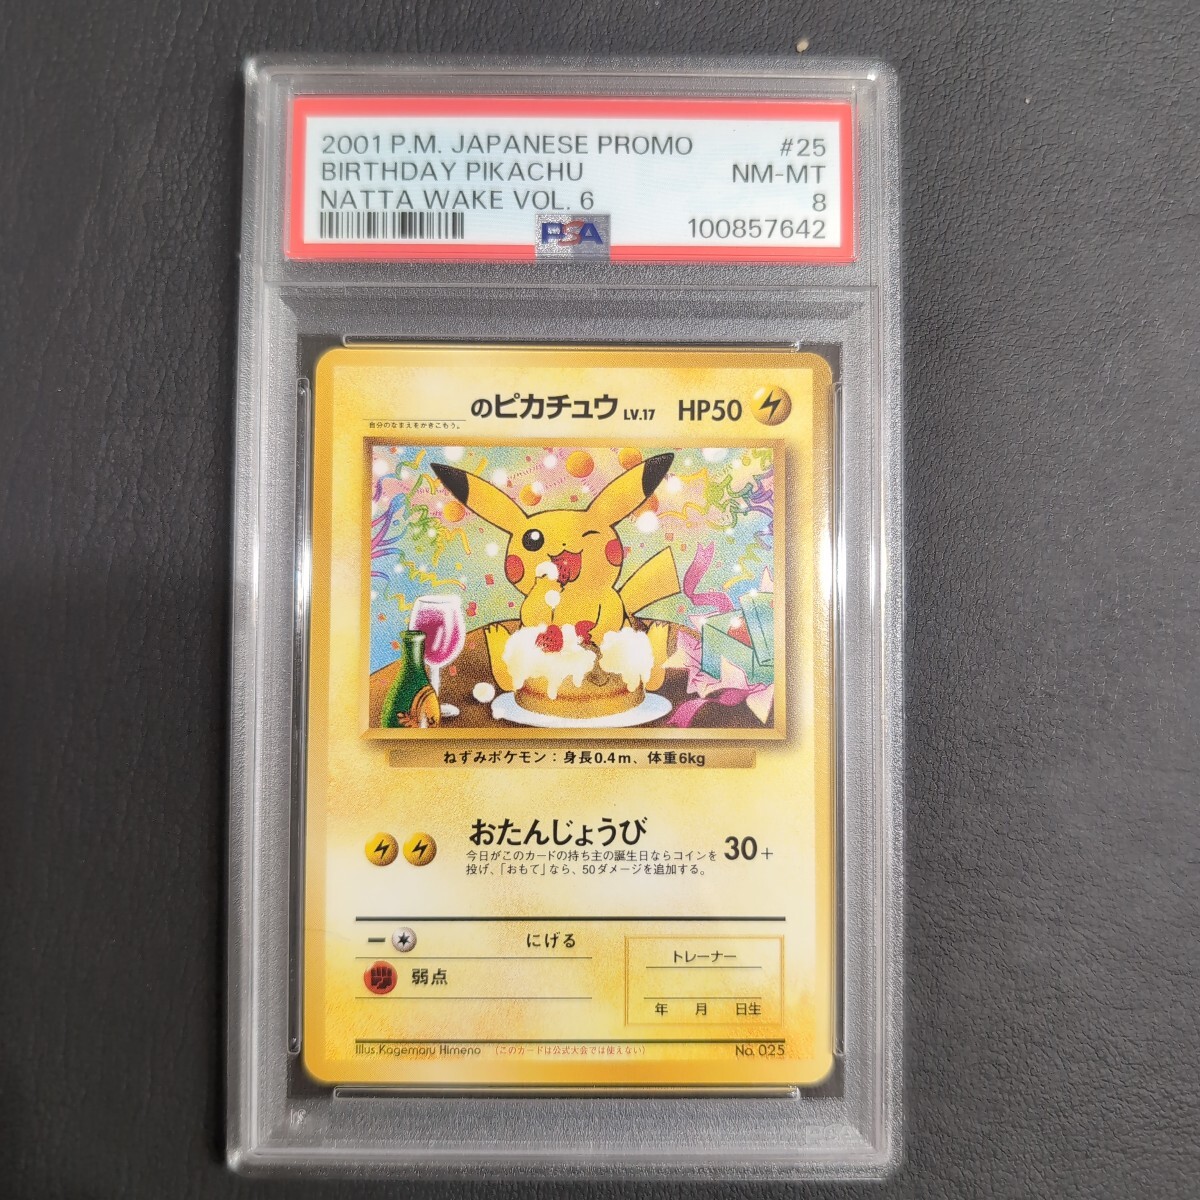 2001 P.M. JAPANESE PROMO #25
BIRTHDAY PIKACHU NM-MT
NATTA WAKE VOL. 6 8
PSA 100857642
のピカチュウ LV.17 HP50
自分のなまえをかきこもう。
ねずみポケモン：身長0.4m、体重6kg
おたんじょうび 30+
今日がこのカードの持ち主の誕生日ならコインを
投げ、「おもて」なら、50ダメージを追加する。
にげる
弱点
トレーナー
年 月 日生
Illus.Kagemaru Himeno （このカードは公式大会では使えない） No. 025